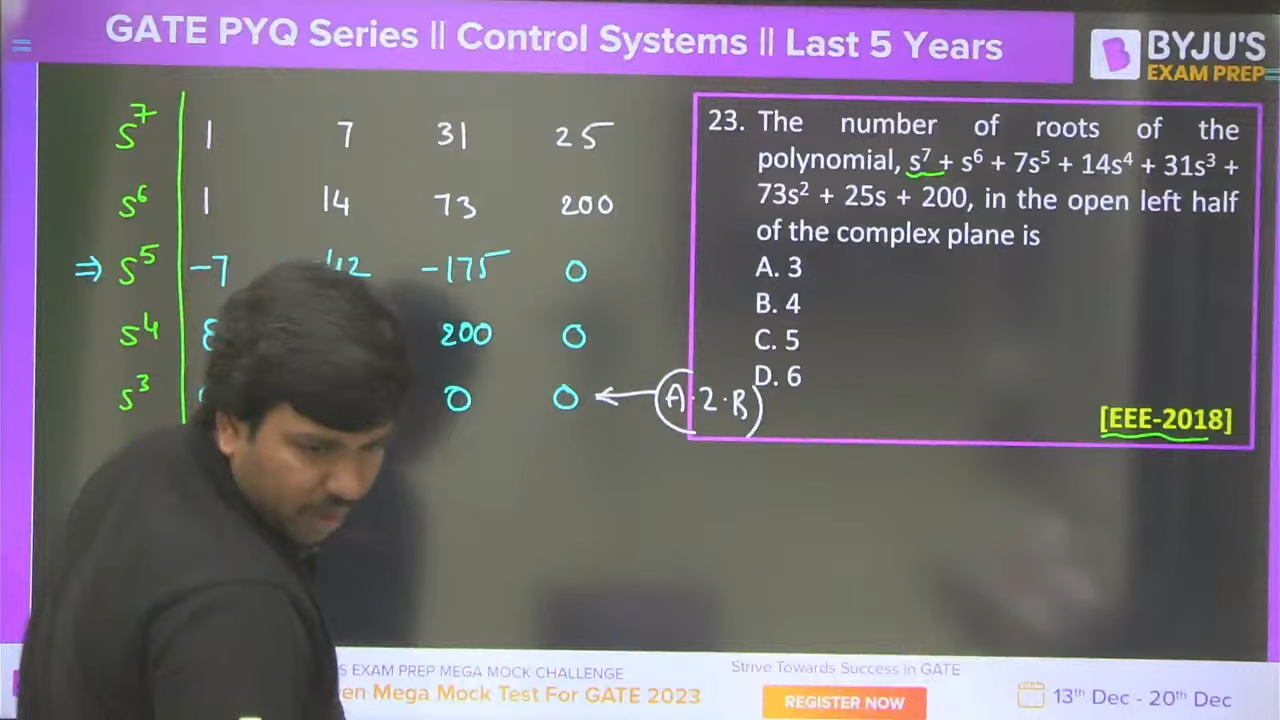 GATE PYQ Series || Control Systems || Last 5 Years
BYJU'S
EXAM PREP
s⁷ 1 7 31 25
s⁶ 1 14 73 200
⇒ s⁵ -7 -42 -175 0
s⁴ 8 200 0
s³ 0 0 ← A.2.R
23. The number of roots of the
polynomial, s⁷ + s⁶ + 7s⁵ + 14s⁴ + 31s³ +
73s² + 25s + 200, in the open left half
of the complex plane is
A. 3
B. 4
C. 5
D. 6
[EEE-2018]
S EXAM PREP MEGA MOCK CHALLENGE
en Mega Mock Test For GATE 2023
Strive Towards Success in GATE
REGISTER NOW
13th Dec - 20th Dec